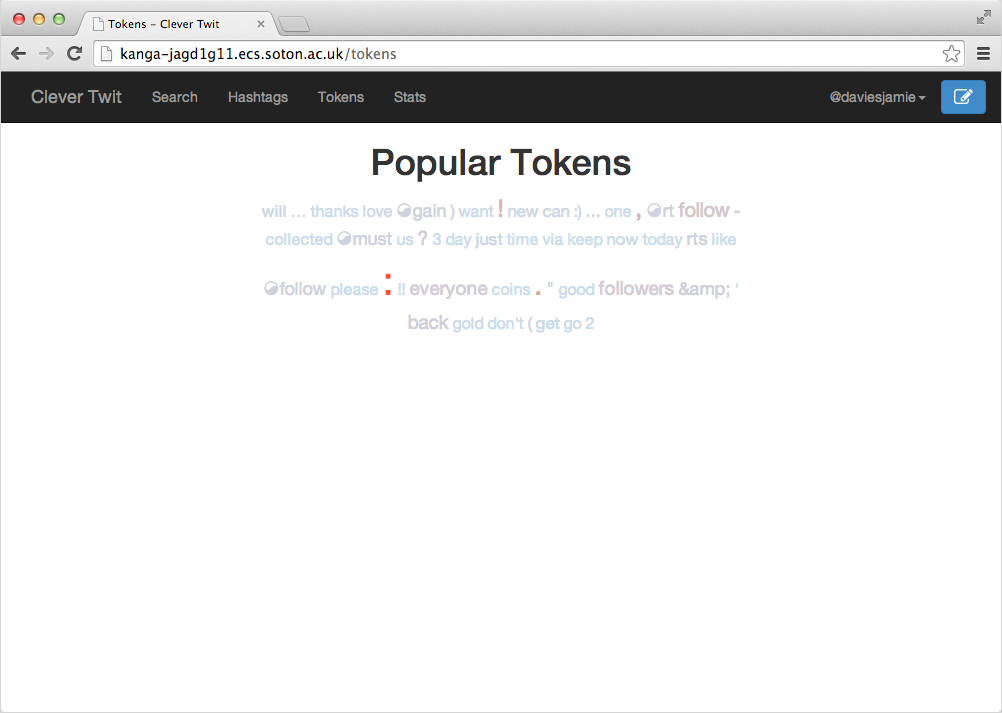 Tokens – Clever Twit
kanga-jagd1g11.ecs.soton.ac.uk/tokens
Clever Twit Search Hashtags Tokens Stats @daviesjamie
Popular Tokens
will … thanks love ☯gain ) want ! new can :) ... one , ☯rt follow -
collected ☯must us ? 3 day just time via keep now today rts like
☯follow please : !! everyone coins . " good followers &amp; '
back gold don't ( get go 2